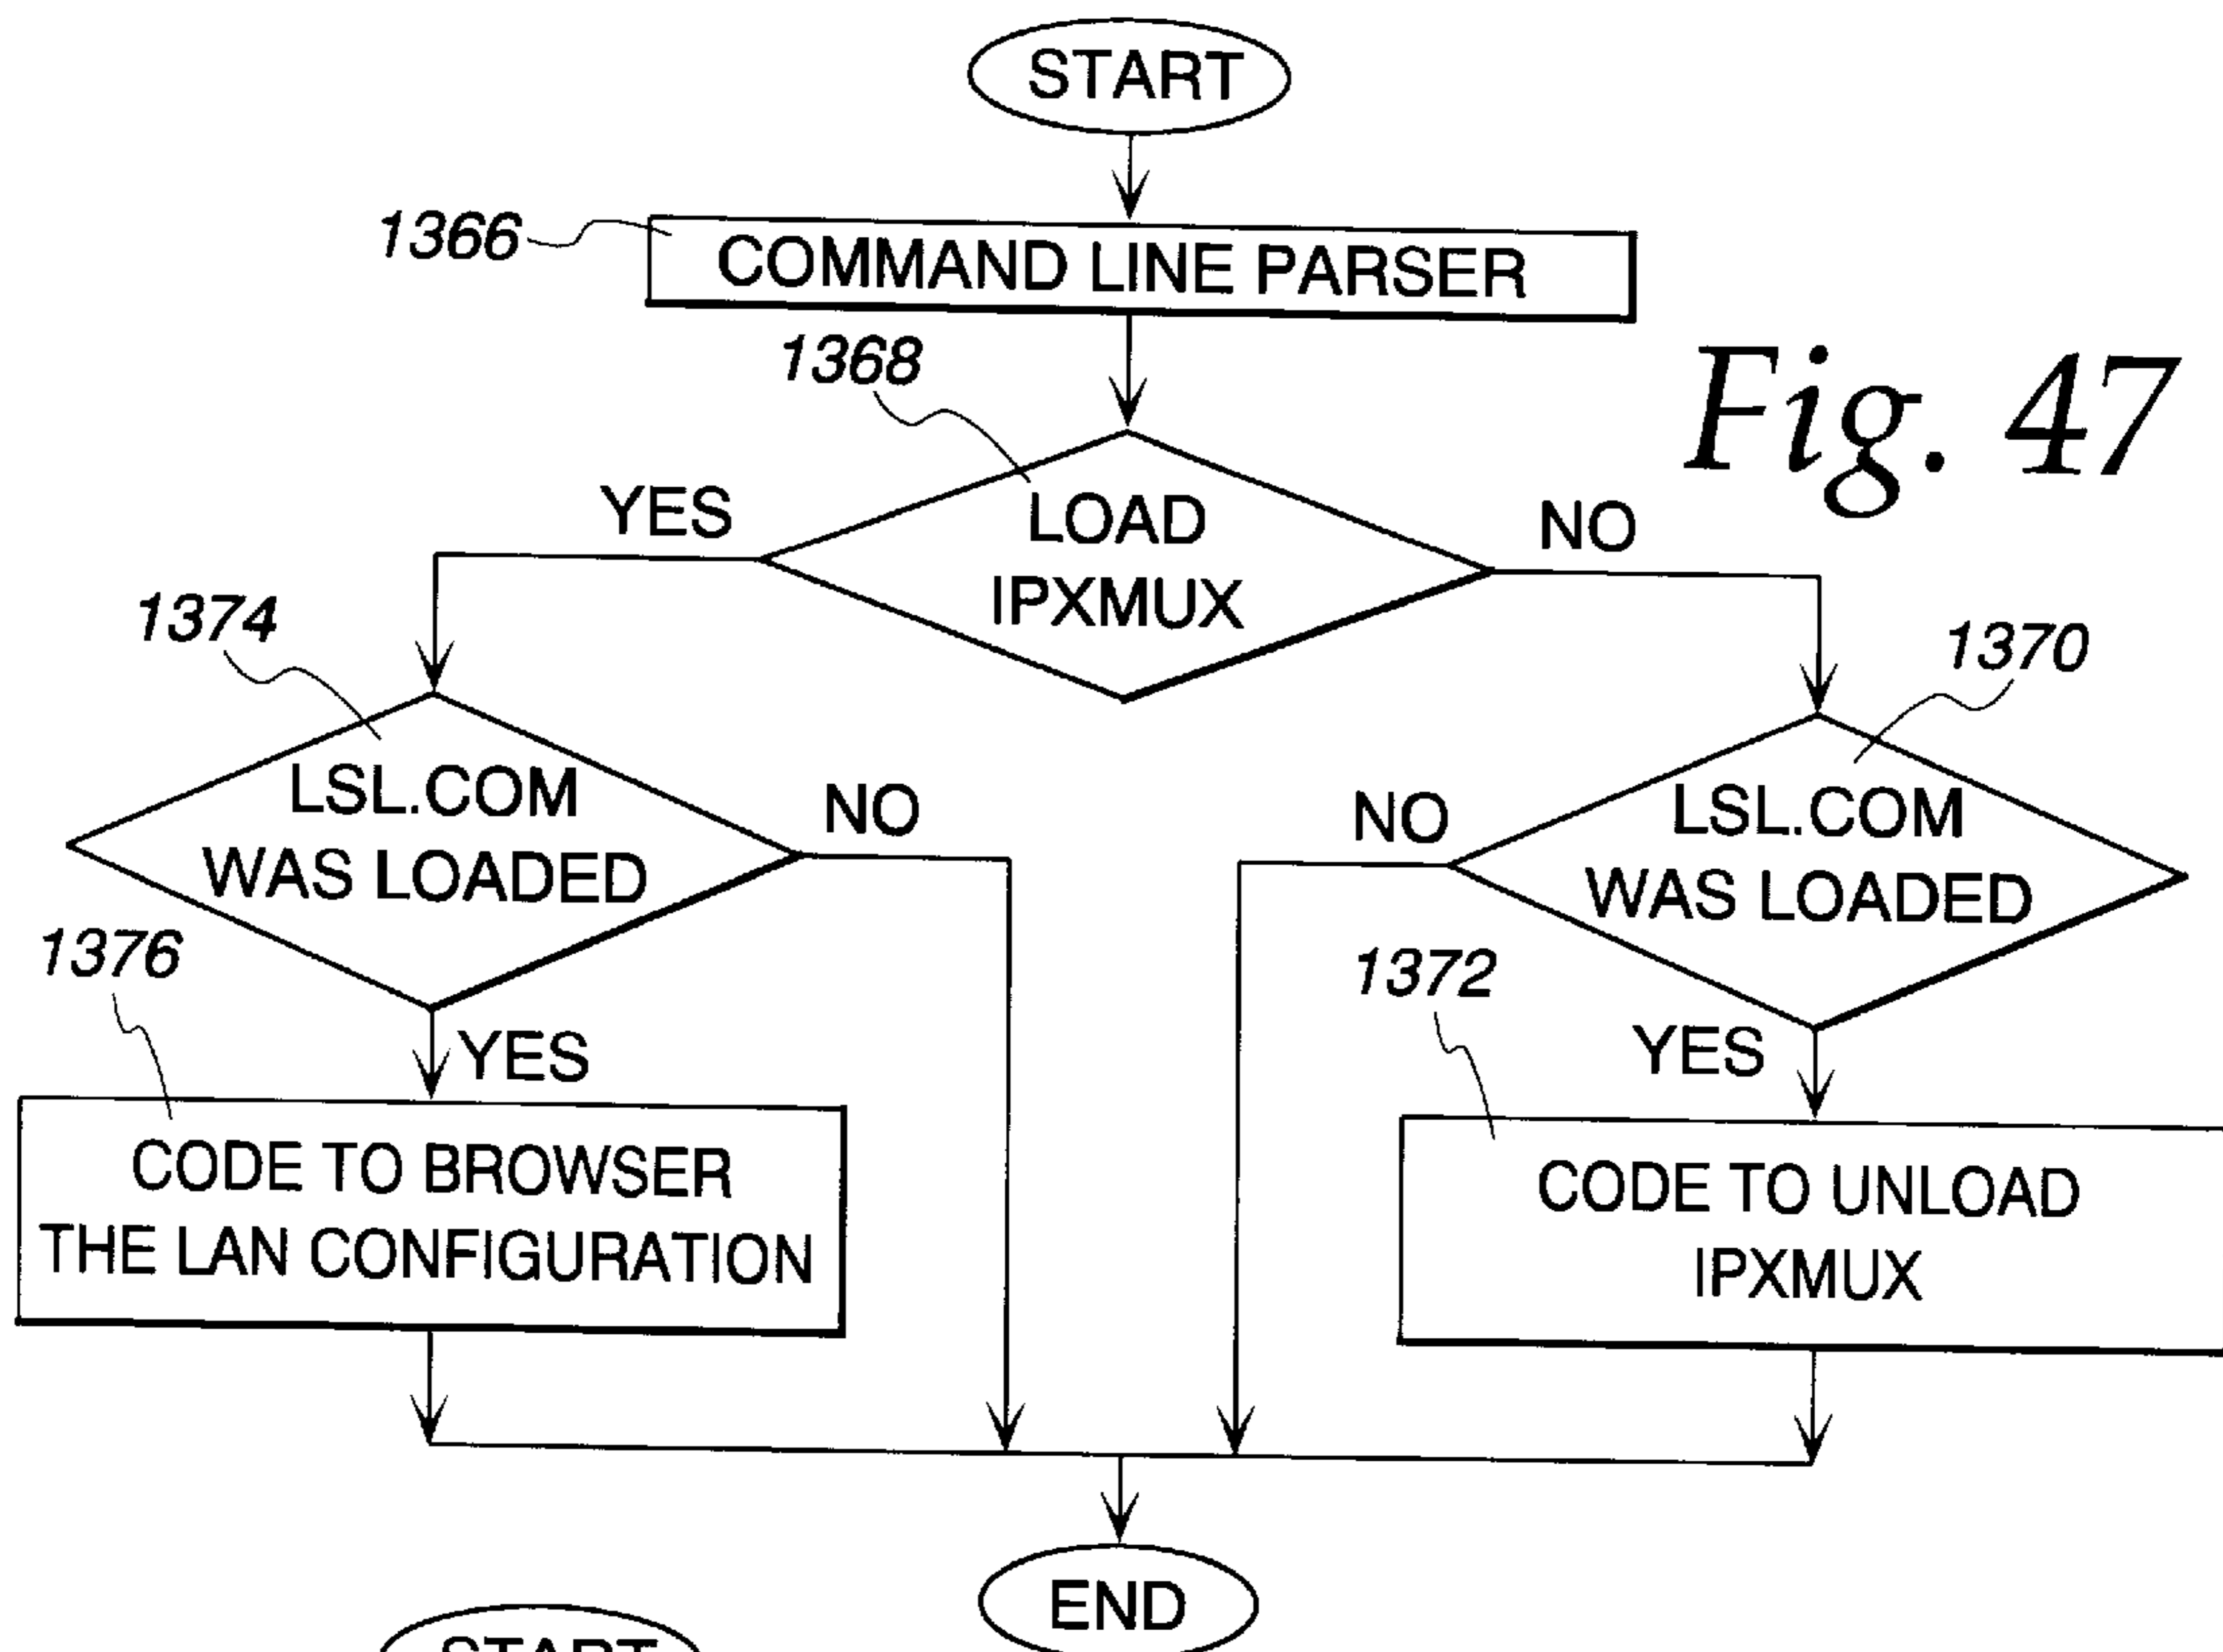 START
1366
COMMAND LINE PARSER
1368
Fig. 47
YES
LOAD
IPXMUX
NO
1374
1370
LSL.COM
WAS LOADED
NO
NO
LSL.COM
WAS LOADED
1376
1372
YES
YES
CODE TO BROWSER
THE LAN CONFIGURATION
CODE TO UNLOAD
IPXMUX
END
START